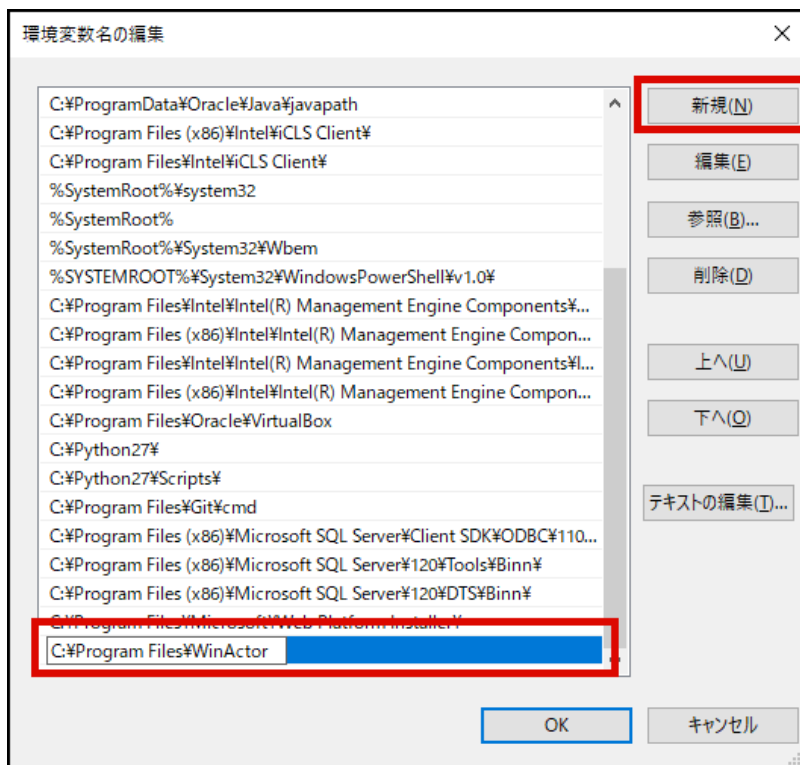 環境変数名の編集
C:¥ProgramData¥Oracle¥Java¥javapath
C:¥Program Files (x86)¥Intel¥iCLS Client¥
C:¥Program Files¥Intel¥iCLS Client¥
%SystemRoot%¥system32
%SystemRoot%
%SystemRoot%¥System32¥Wbem
%SYSTEMROOT%¥System32¥WindowsPowerShell¥v1.0¥
C:¥Program Files¥Intel¥Intel(R) Management Engine Components¥...
C:¥Program Files (x86)¥Intel¥Intel(R) Management Engine Compon...
C:¥Program Files¥Intel¥Intel(R) Management Engine Components¥I...
C:¥Program Files (x86)¥Intel¥Intel(R) Management Engine Compon...
C:¥Program Files¥Oracle¥VirtualBox
C:¥Python27¥
C:¥Python27¥Scripts¥
C:¥Program Files¥Git¥cmd
C:¥Program Files (x86)¥Microsoft SQL Server¥Client SDK¥ODBC¥110...
C:¥Program Files (x86)¥Microsoft SQL Server¥120¥Tools¥Binn¥
C:¥Program Files (x86)¥Microsoft SQL Server¥120¥DTS¥Binn¥
C:¥Program Files¥Microsoft¥Web Platform Installer¥
C:¥Program Files¥WinActor
新規(N)
編集(E)
参照(B)...
削除(D)
上へ(U)
下へ(O)
テキストの編集(T)...
OK
キャンセル